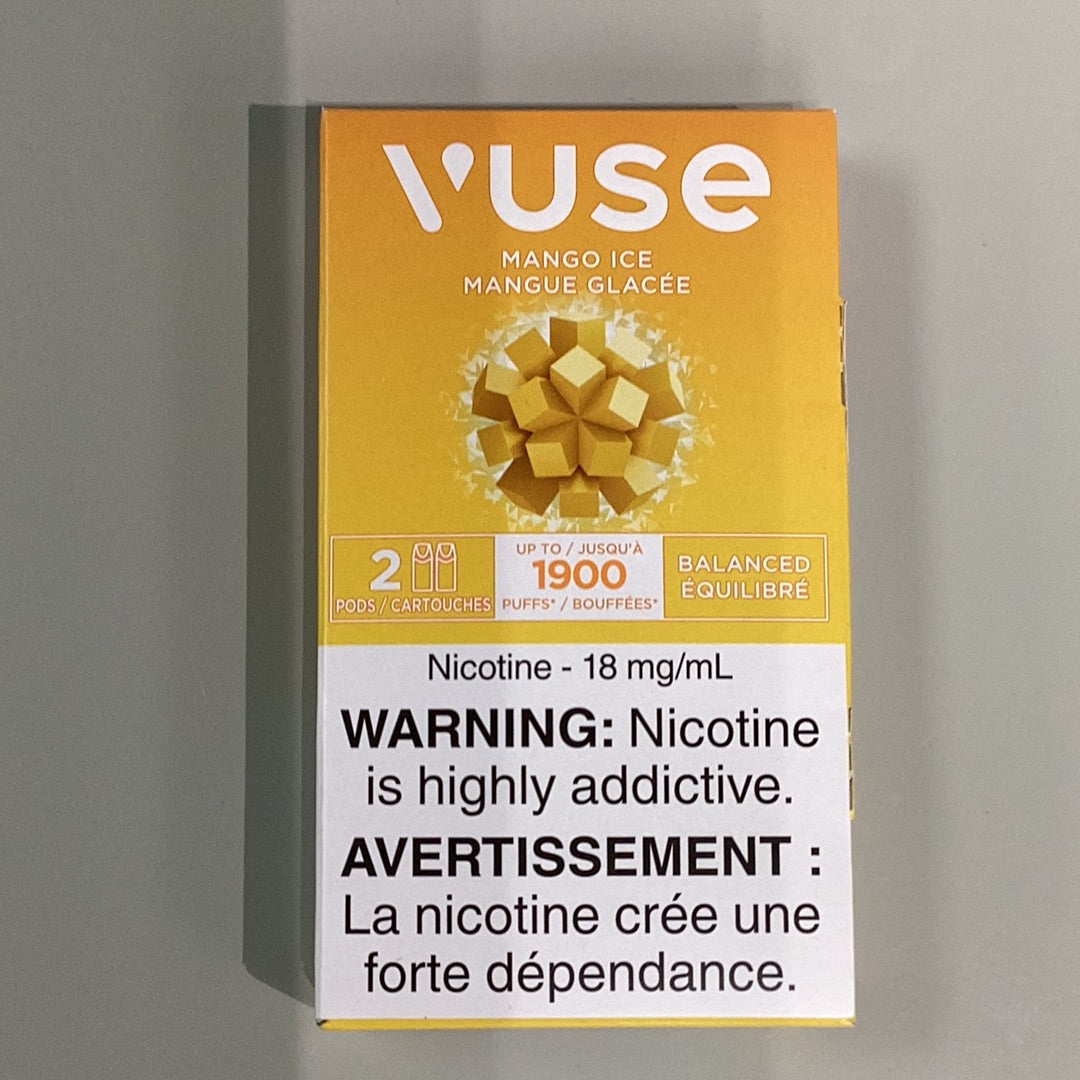 vuse
MANGO ICE
MANGUE GLACÉE
2
PODS / CARTOUCHES
UP TO / JUSQU'À
1900
PUFFS* / BOUFFÉES*
BALANCED
ÉQUILIBRÉ
Nicotine - 18 mg/mL
WARNING: Nicotine
is highly addictive.
AVERTISSEMENT :
La nicotine crée une
forte dépendance.